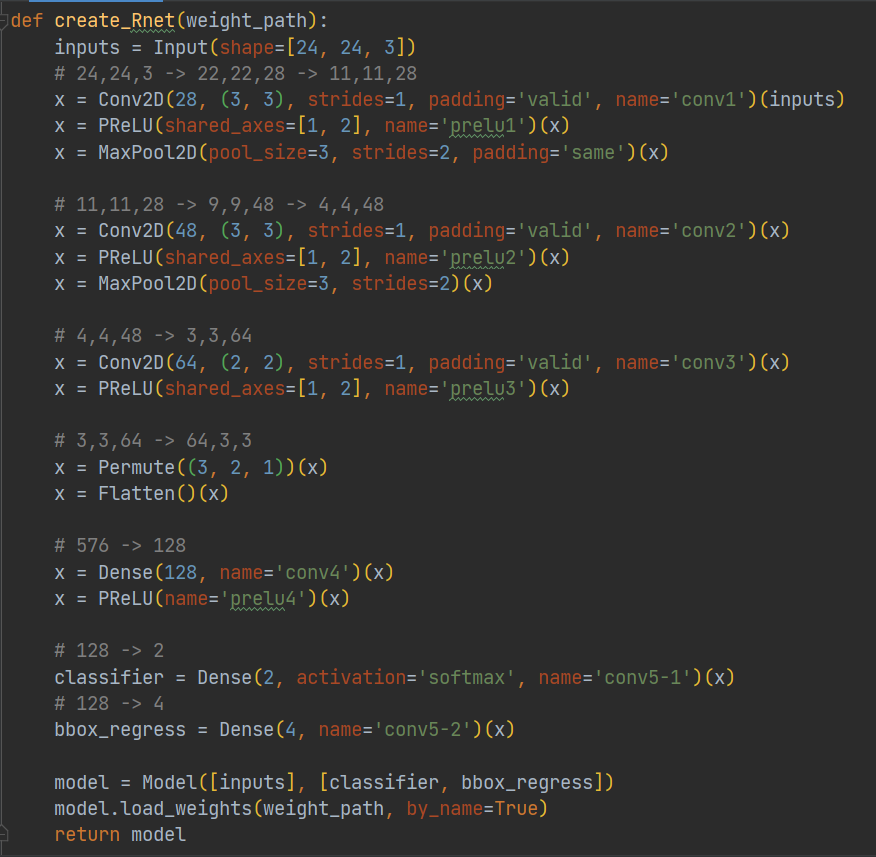 def create_Rnet(weight_path):
    inputs = Input(shape=[24, 24, 3])
    # 24,24,3 -> 22,22,28 -> 11,11,28
    x = Conv2D(28, (3, 3), strides=1, padding='valid', name='conv1')(inputs)
    x = PReLU(shared_axes=[1, 2], name='prelu1')(x)
    x = MaxPool2D(pool_size=3, strides=2, padding='same')(x)

    # 11,11,28 -> 9,9,48 -> 4,4,48
    x = Conv2D(48, (3, 3), strides=1, padding='valid', name='conv2')(x)
    x = PReLU(shared_axes=[1, 2], name='prelu2')(x)
    x = MaxPool2D(pool_size=3, strides=2)(x)

    # 4,4,48 -> 3,3,64
    x = Conv2D(64, (2, 2), strides=1, padding='valid', name='conv3')(x)
    x = PReLU(shared_axes=[1, 2], name='prelu3')(x)

    # 3,3,64 -> 64,3,3
    x = Permute((3, 2, 1))(x)
    x = Flatten()(x)

    # 576 -> 128
    x = Dense(128, name='conv4')(x)
    x = PReLU(name='prelu4')(x)

    # 128 -> 2
    classifier = Dense(2, activation='softmax', name='conv5-1')(x)
    # 128 -> 4
    bbox_regress = Dense(4, name='conv5-2')(x)

    model = Model([inputs], [classifier, bbox_regress])
    model.load_weights(weight_path, by_name=True)
    return model